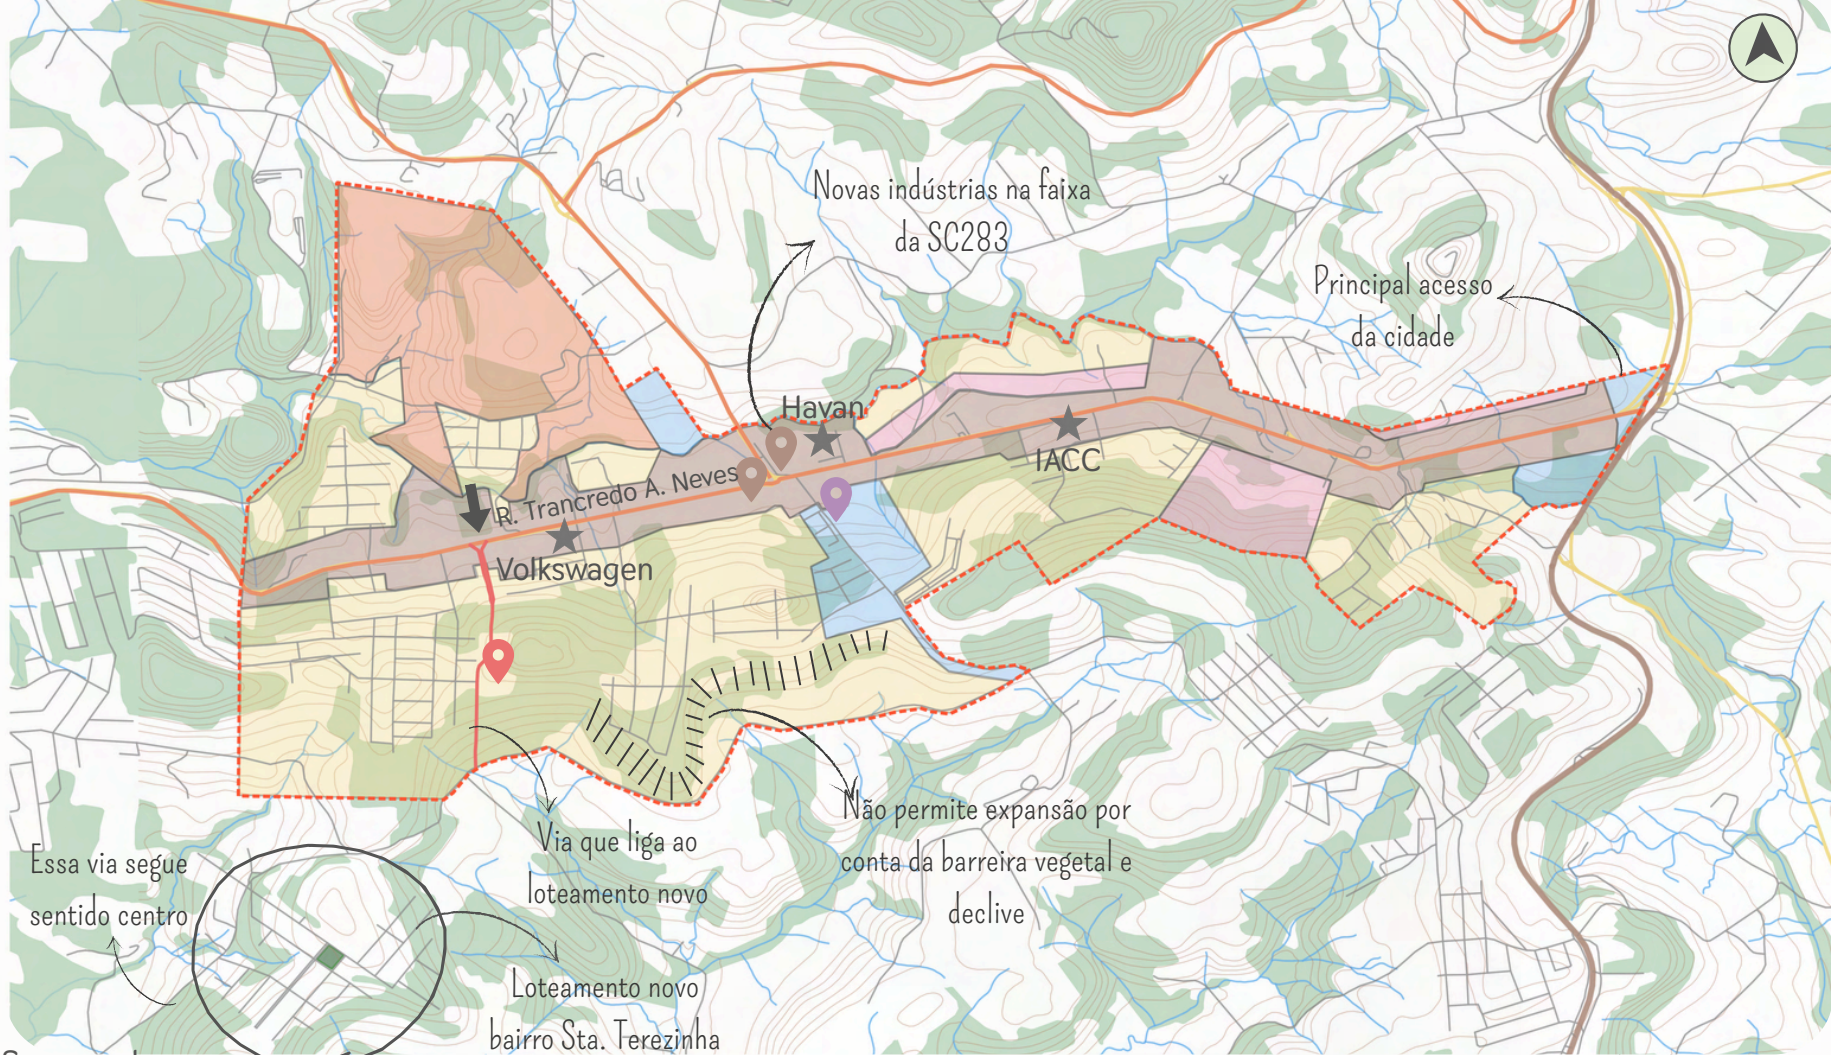 Novas indústrias na faixa
da SC283
Principal acesso
da cidade
Havan
IACC
R. Trancredo A. Neves
Volkswagen
Não permite expansão por
conta da barreira vegetal e
declive
Via que liga ao
loteamento novo
Essa via segue
sentido centro
Loteamento novo
bairro Sta. Terezinha